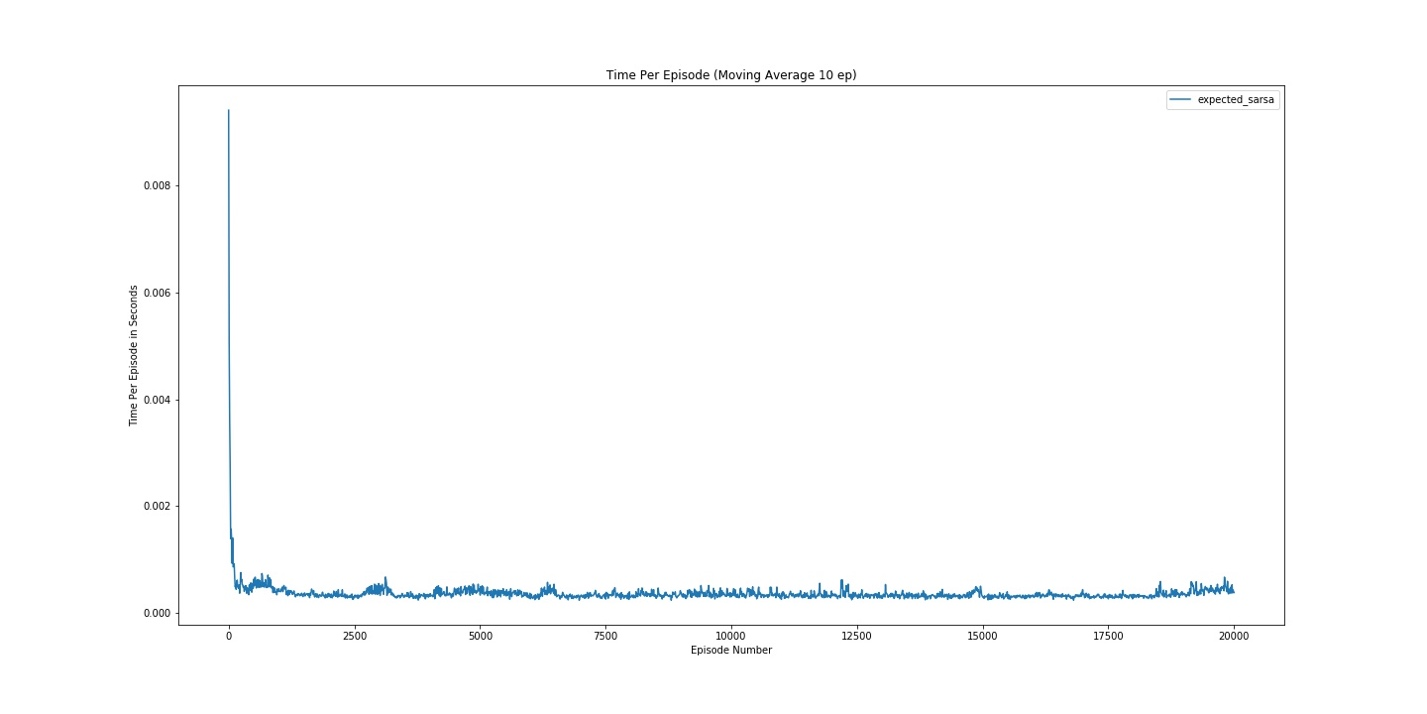 Time Per Episode (Moving Average 10 ep)
expected_sarsa
Time Per Episode in Seconds
0.008
0.006
0.004
0.002
0.000
0 2500 5000 7500 10000 12500 15000 17500 20000
Episode Number